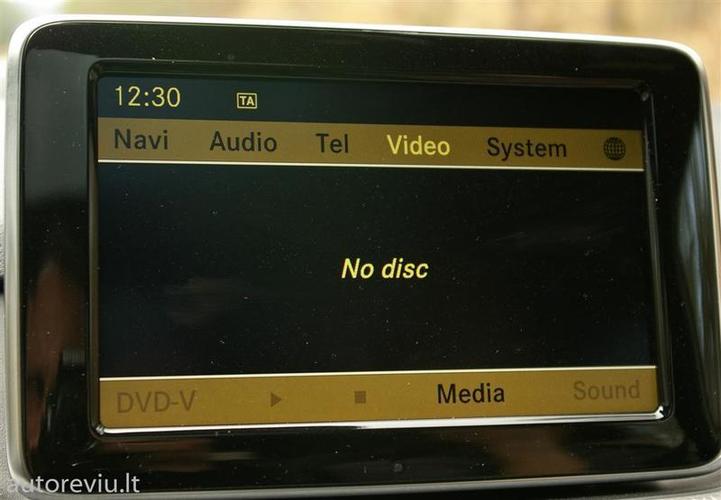 12:30 TA
Navi Audio Tel Video System
No disc
DVD-V Media Sound
autoreviu.lt